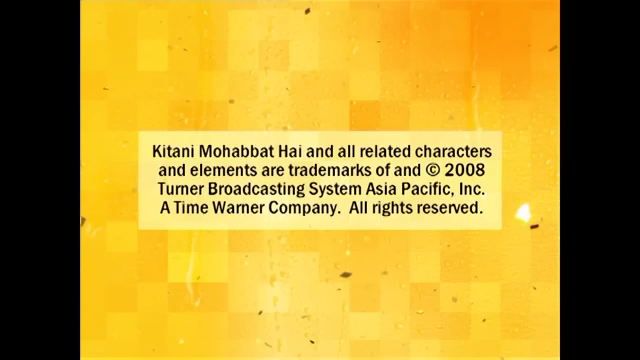 Kitani Mohabbat Hai and all related characters
and elements are trademarks of and © 2008
Turner Broadcasting System Asia Pacific, Inc.
A Time Warner Company. All rights reserved.